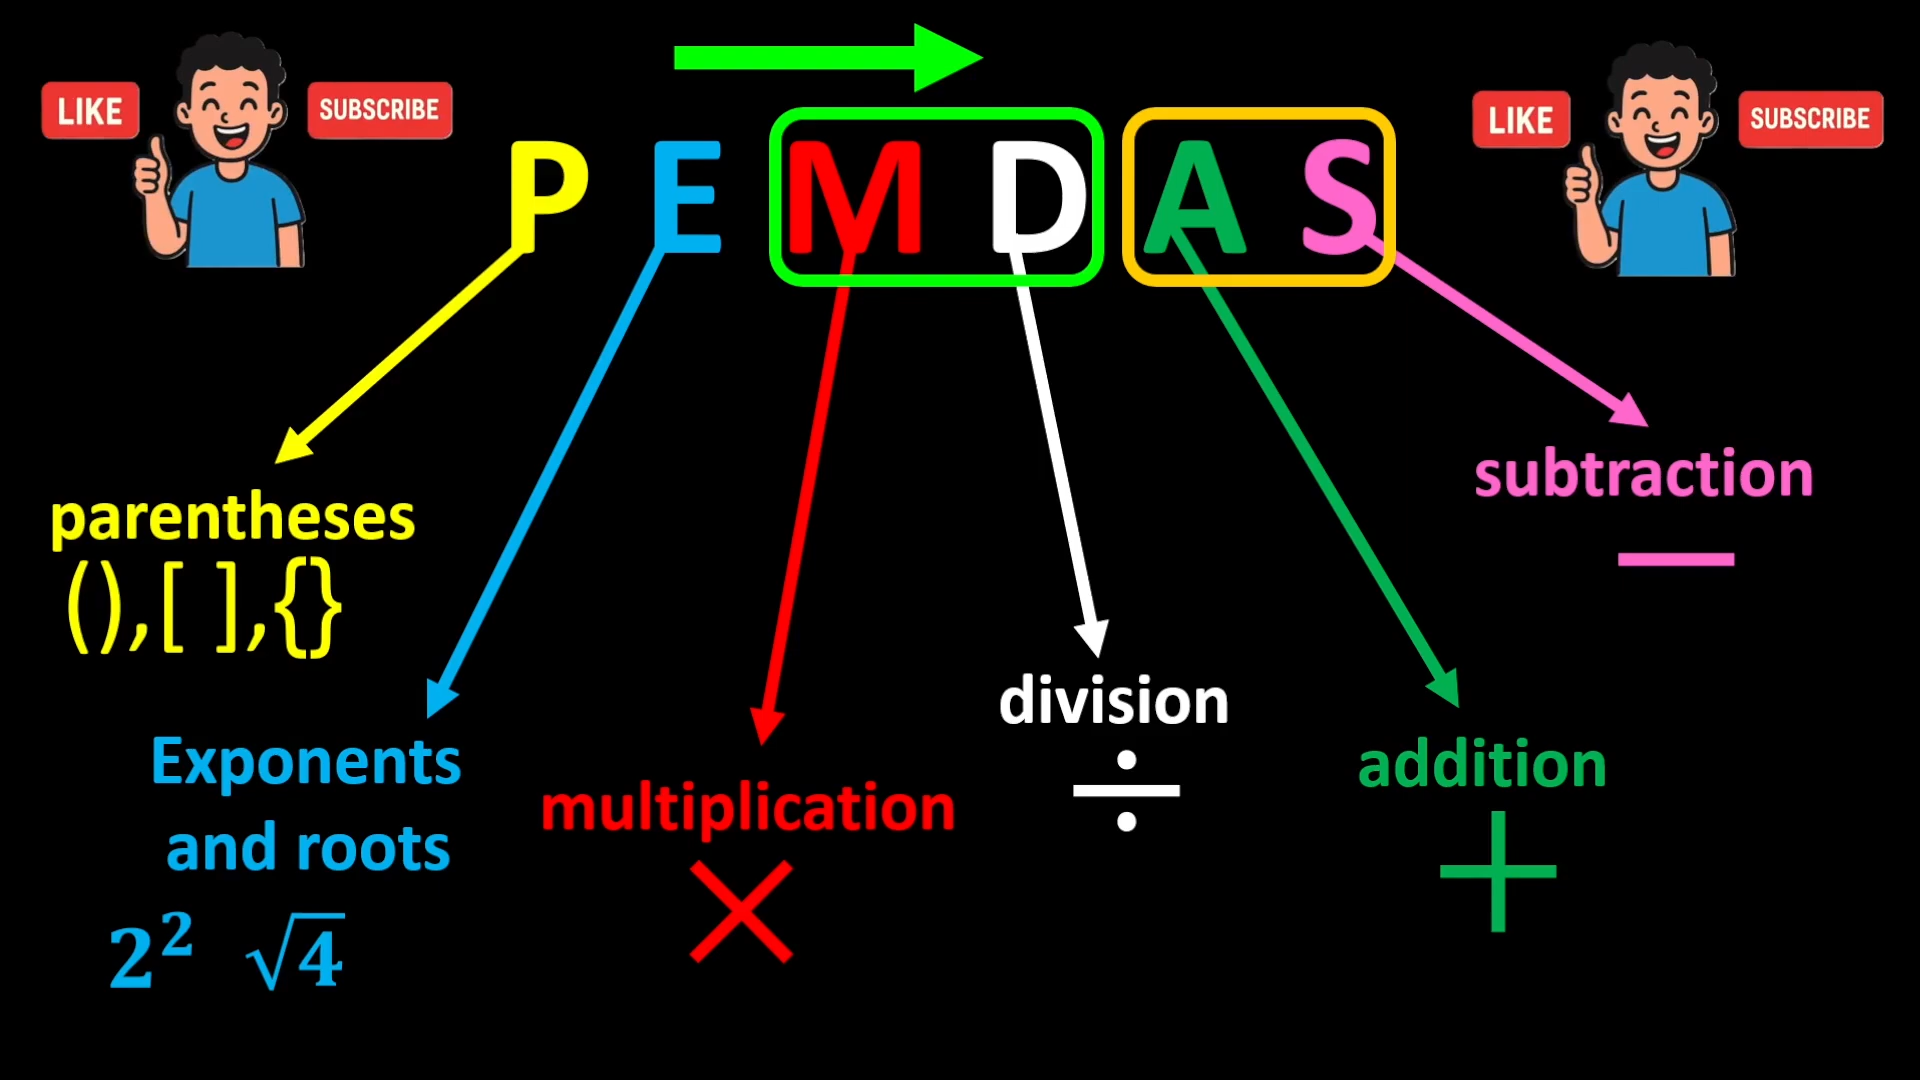 LIKE SUBSCRIBE
LIKE SUBSCRIBE
P E M D A S
parentheses
(),[ ],{}
Exponents
and roots
2² √4
multiplication
×
division
÷
addition
+
subtraction
−